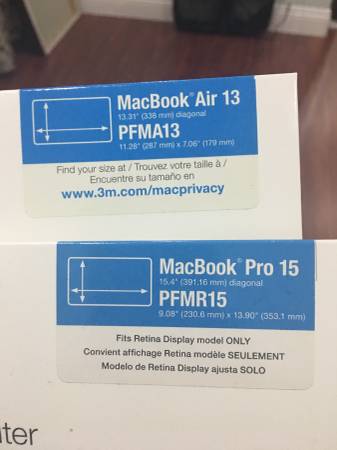 MacBook® Air 13
13.31" (338 mm) diagonal
PFMA13
11.28" (287 mm) x 7.06" (179 mm)
Find your size at / Trouvez votre taille à /
Encuentre su tamaño en
www.3m.com/macprivacy
MacBook® Pro 15
15.4" (391.16 mm) diagonal
PFMR15
9.08" (230.6 mm) x 13.90" (353.1 mm)
Fits Retina Display model ONLY
Convient affichage Retina modèle SEULEMENT
Modelo de Retina Display ajusta SOLO